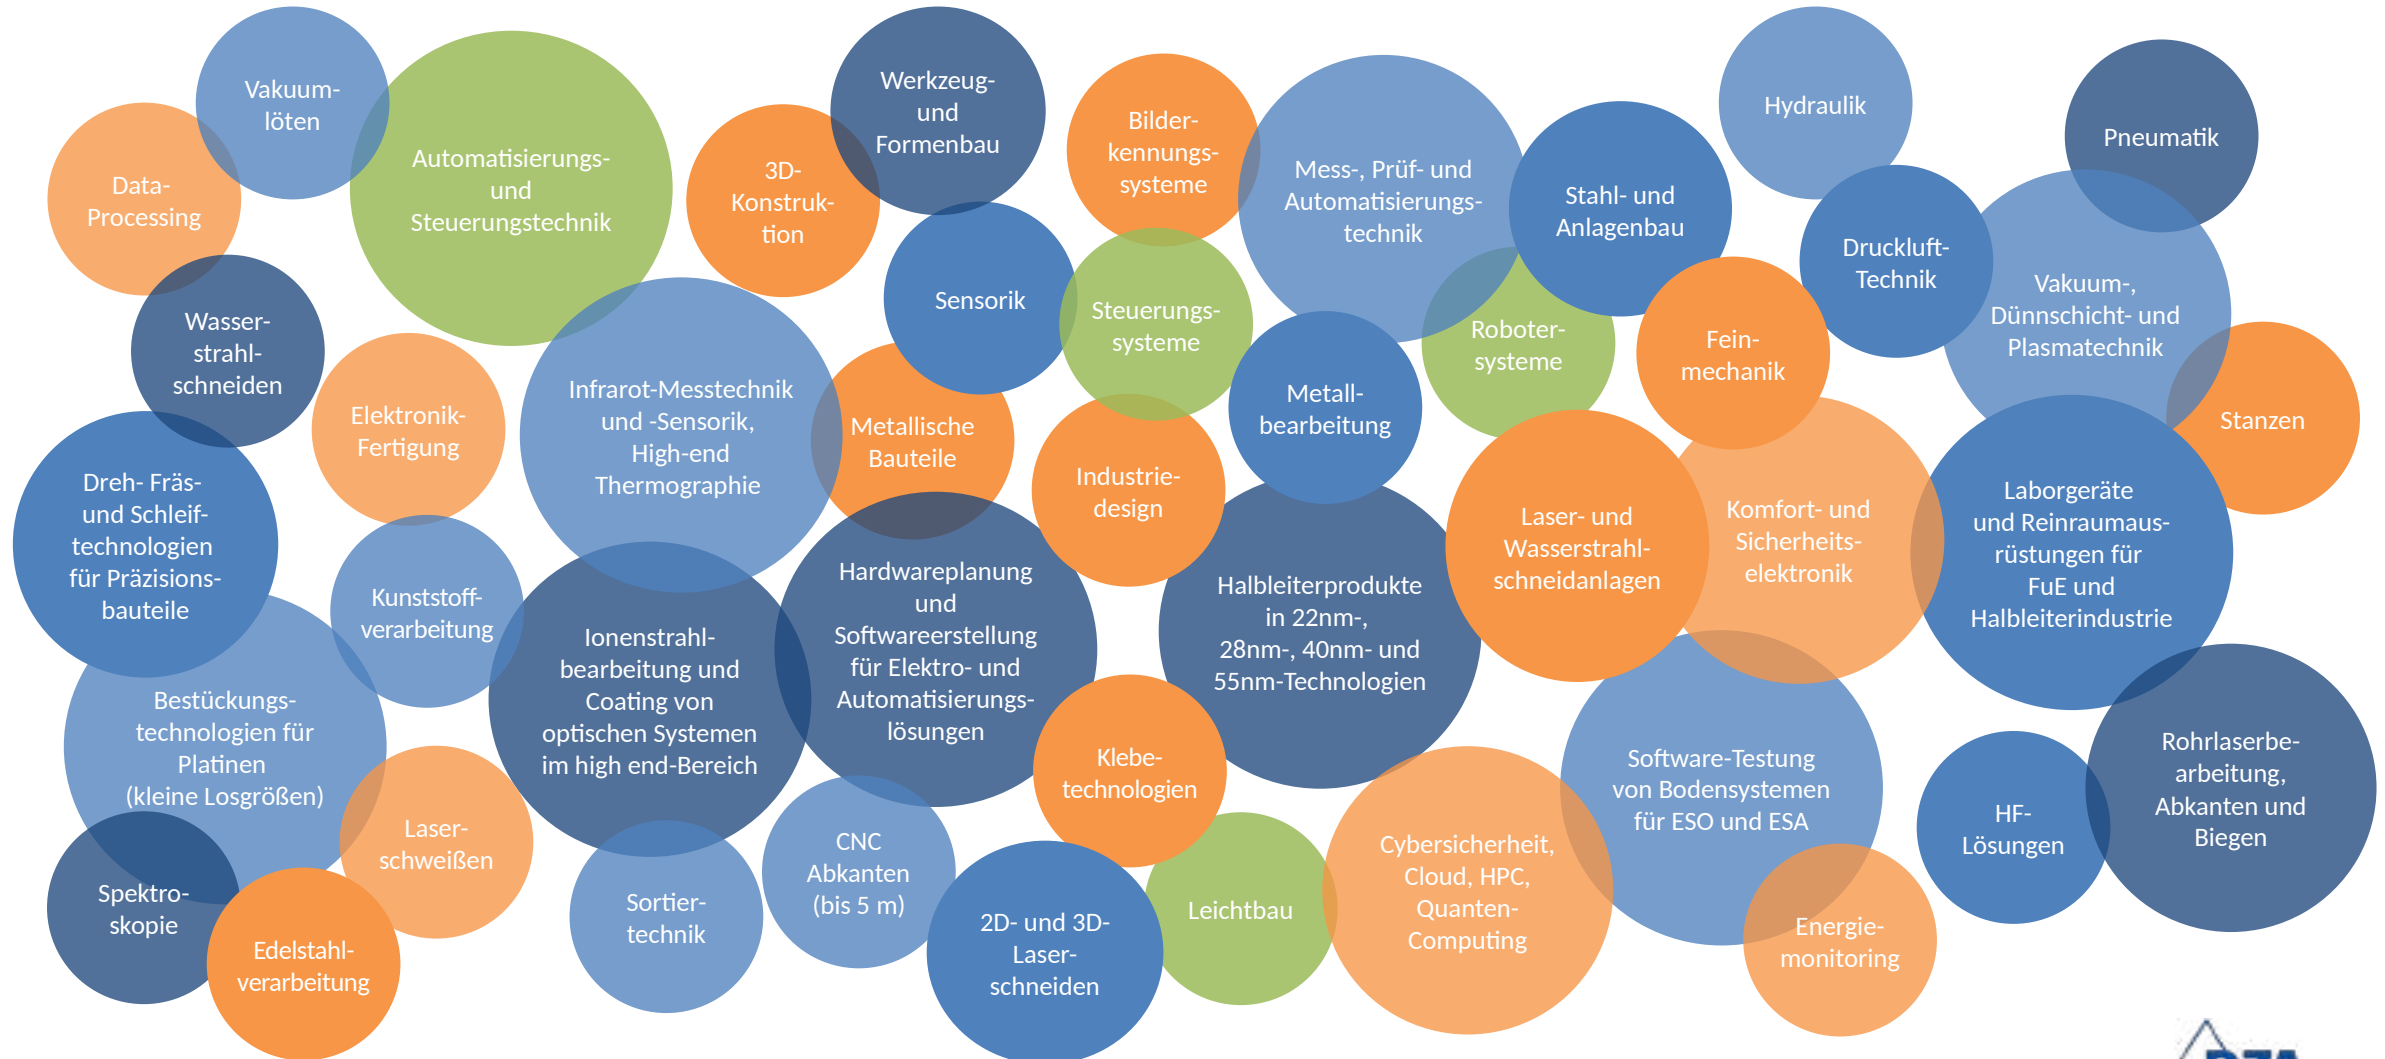 Vakuum-
löten
Data-
Processing
Automatisierungs-
und
Steuerungstechnik
3D-
Konstruk-
tion
Werkzeug-
und
Formenbau
Bilder-
kennungs-
systeme
Mess-, Prüf- und
Automatisierungs-
technik
Stahl- und
Anlagenbau
Hydraulik
Pneumatik
Druckluft-
Technik
Vakuum-,
Dünnschicht- und
Plasmatechnik
Wasser-
strahl-
schneiden
Elektronik-
Fertigung
Infrarot-Messtechnik
und -Sensorik,
High-end
Thermographie
Sensorik
Metallische
Bauteile
Steuerungs-
systeme
Industrie-
design
Metall-
bearbeitung
Roboter-
systeme
Fein-
mechanik
Stanzen
Dreh- Fräs-
und Schleif-
technologien
für Präzisions-
bauteile
Kunststoff-
verarbeitung
Ionenstrahl-
bearbeitung und
Coating von
optischen Systemen
im high end-Bereich
Hardwareplanung
und
Softwareerstellung
für Elektro- und
Automatisierungs-
lösungen
Halbleiterprodukte
in 22nm-,
28nm-, 40nm- und
55nm-Technologien
Laser- und
Wasserstrahl-
schneidanlagen
Komfort- und
Sicherheits-
elektronik
Laborgeräte
und Reinraumaus-
rüstungen für
FuE und
Halbleiterindustrie
Bestückungs-
technologien für
Platinen
(kleine Losgrößen)
Laser-
schweißen
Spektro-
skopie
Edelstahl-
verarbeitung
Sortier-
technik
CNC
Abkanten
(bis 5 m)
Klebe-
technologien
2D- und 3D-
Laser-
schneiden
Leichtbau
Cybersicherheit,
Cloud, HPC,
Quanten-
Computing
Software-Testung
von Bodensystemen
für ESO und ESA
Energie-
monitoring
HF-
Lösungen
Rohrlaserbe-
arbeitung,
Abkanten und
Biegen